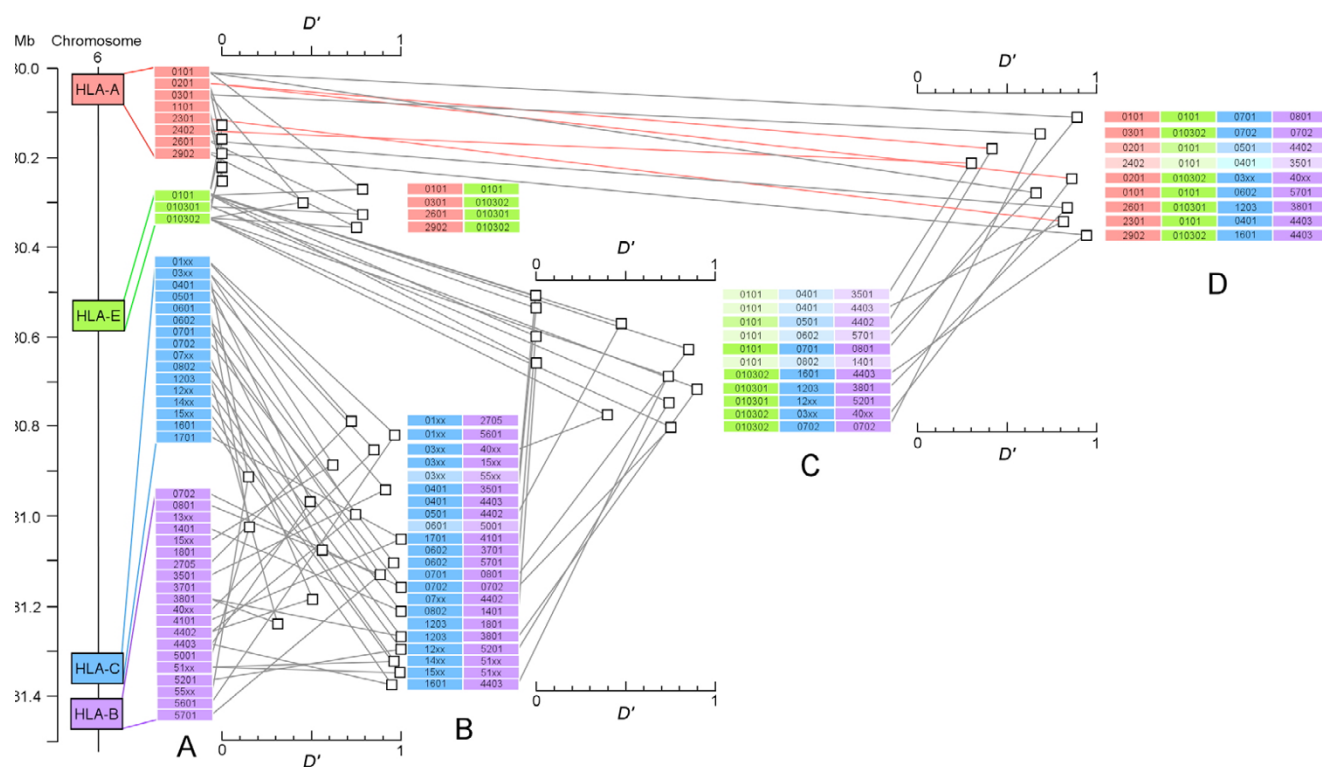 D'
0 1
Mb Chromosome
6
30.0
30.2
30.4
30.6
30.8
31.0
31.2
31.4
HLA-A
HLA-E
HLA-C
HLA-B
0101
0201
0301
1101
2301
2402
2601
2902
0101
010301
010302
01xx
03xx
0401
0501
0601
0602
0701
0702
07xx
0802
1203
12xx
14xx
15xx
1601
1701
0702
0801
13xx
1401
15xx
1801
2705
3501
3701
3801
40xx
4101
4402
4403
5001
51xx
5201
55xx
5601
5701
A
0 1
D'
0101 0101
0301 010302
2601 010301
2902 010302
01xx 2705
01xx 5601
03xx 40xx
03xx 15xx
03xx 55xx
0401 3501
0401 4403
0501 4402
0601 5001
1701 4101
0602 3701
0602 5701
0701 0801
0702 0702
07xx 4402
0802 1401
1203 1801
1203 3801
12xx 5201
14xx 51xx
15xx 51xx
1601 4403
B
D'
0 1
0 1
D'
0101 0401 3501
0101 0401 4403
0101 0501 4402
0101 0602 5701
0101 0701 0801
0101 0802 1401
010302 1601 4403
010301 1203 3801
010301 12xx 5201
010302 03xx 40xx
010302 0702 0702
C
D'
0 1
0 1
D'
0101 0101 0701 0801
0301 010302 0702 0702
0201 0101 0501 4402
2402 0101 0401 3501
0201 010302 03xx 40xx
0101 0101 0602 5701
2601 010301 1203 3801
2301 0101 0401 4403
2902 010302 1601 4403
D